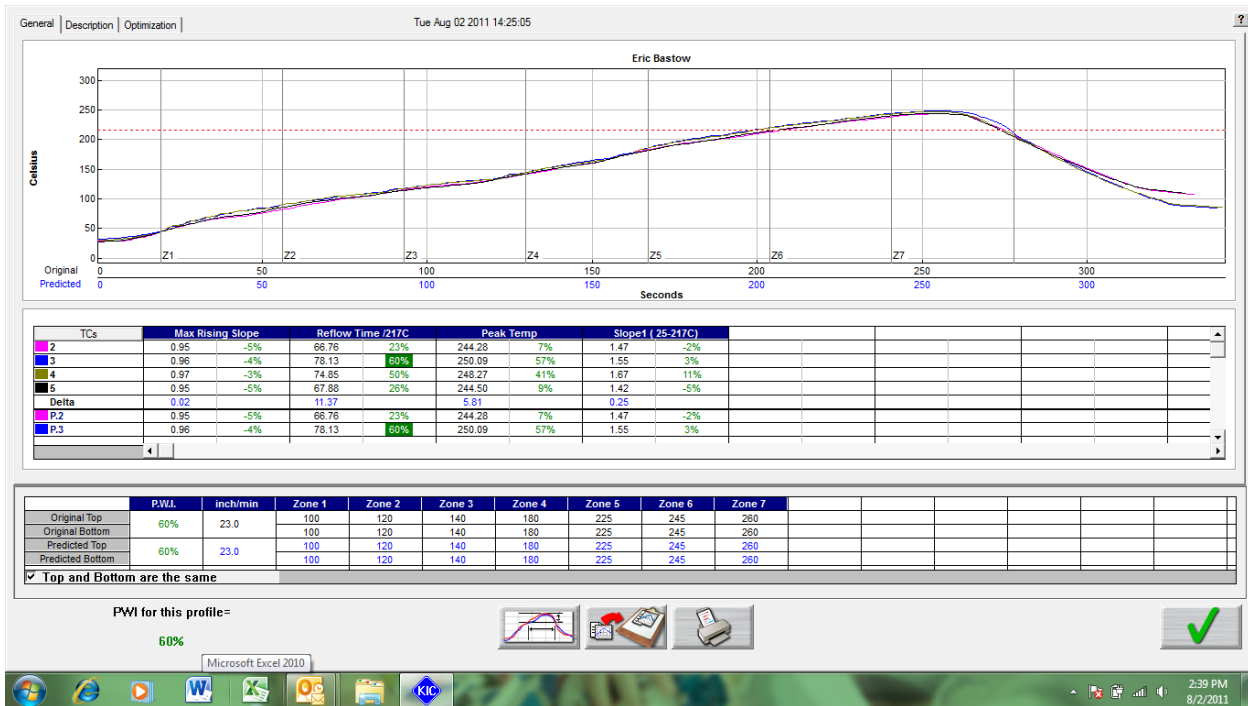 General Description Optimization Tue Aug 02 2011 14:25:05 ?
Eric Bastow
300
250
200
150
100
50
0
Celsius
Z1 Z2 Z3 Z4 Z5 Z6 Z7
Original 0 50 100 150 200 250 300
Predicted 0 50 100 150 200 250 300
Seconds
TCs Max Rising Slope Reflow Time /217C Peak Temp Slope1 ( 25-217C)
2 0.95 -5% 66.76 23% 244.28 7% 1.47 -2%
3 0.96 -4% 78.13 60% 250.09 57% 1.55 3%
4 0.97 -3% 74.85 50% 248.27 41% 1.67 11%
5 0.95 -5% 67.88 26% 244.50 9% 1.42 -5%
Delta 0.02 11.37 5.81 0.25
P.2 0.95 -5% 66.76 23% 244.28 7% 1.47 -2%
P.3 0.96 -4% 78.13 60% 250.09 57% 1.55 3%
P.W.I. inch/min Zone 1 Zone 2 Zone 3 Zone 4 Zone 5 Zone 6 Zone 7
Original Top 60% 23.0 100 120 140 180 225 245 260
Original Bottom 100 120 140 180 225 245 260
Predicted Top 60% 23.0 100 120 140 180 225 245 260
Predicted Bottom 100 120 140 180 225 245 260
Top and Bottom are the same
PWI for this profile=
60%
Microsoft Excel 2010
KIC
2:39 PM
8/2/2011